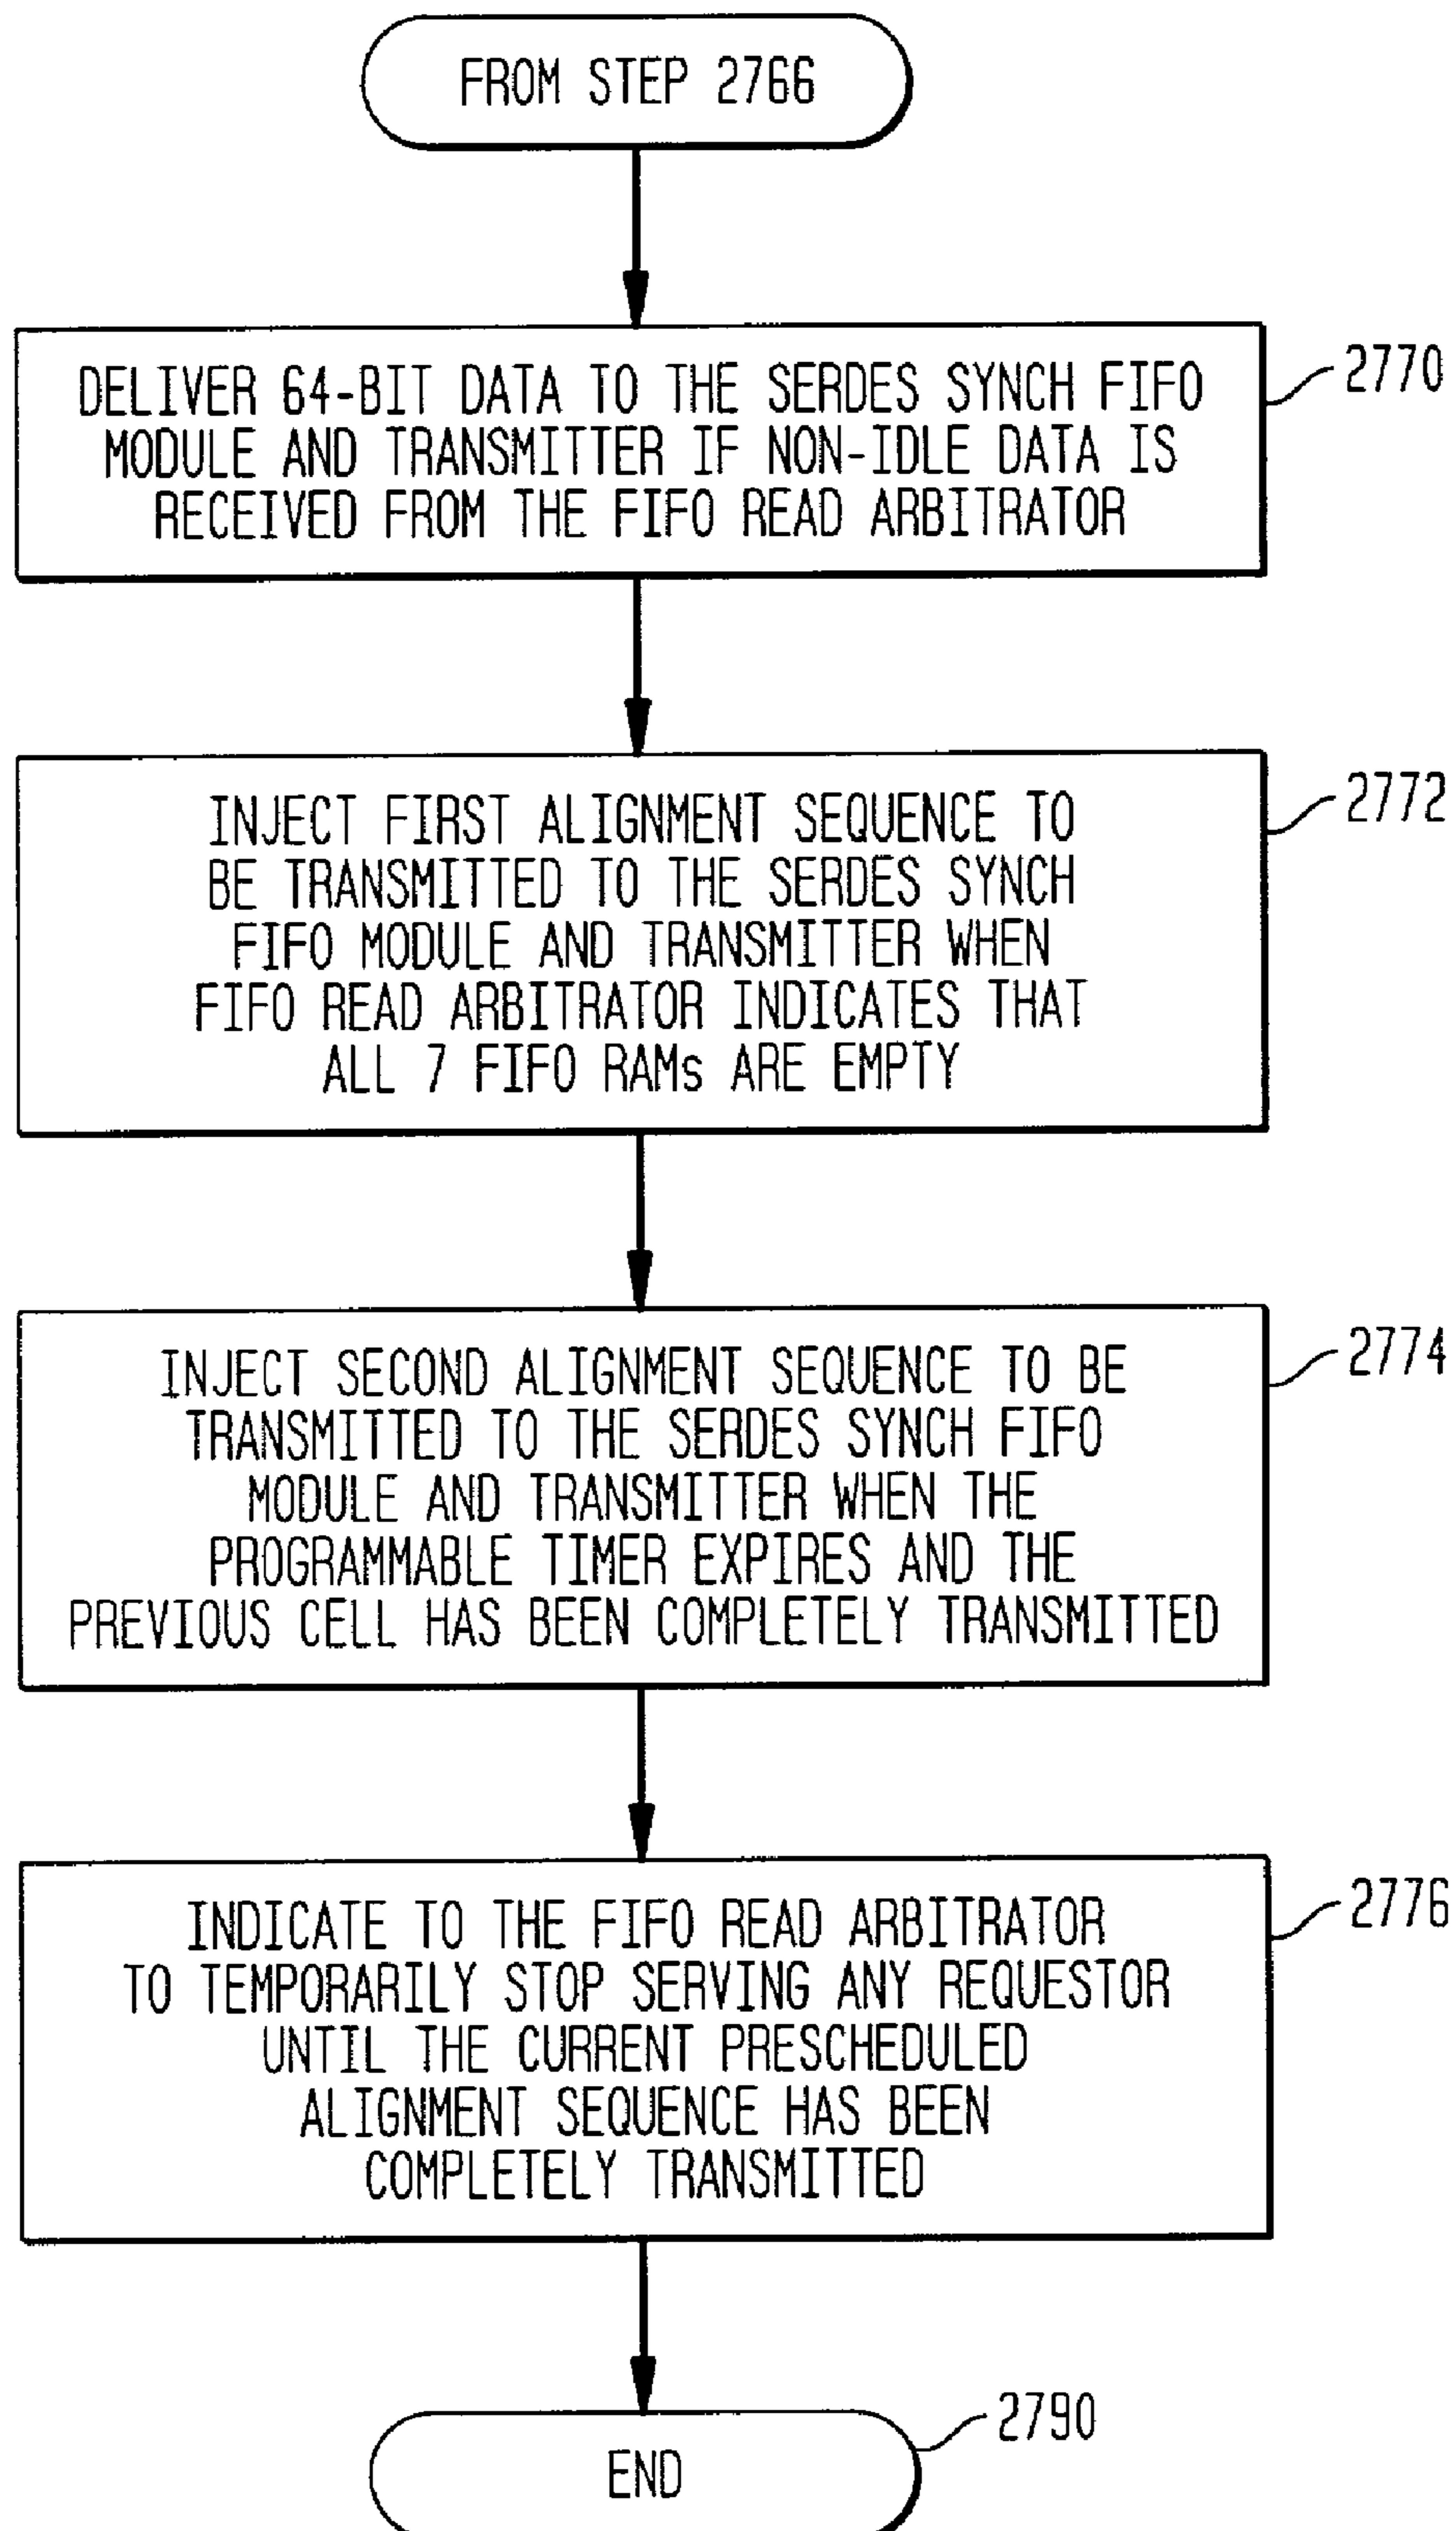 FROM STEP 2766
DELIVER 64-BIT DATA TO THE SERDES SYNCH FIFO
MODULE AND TRANSMITTER IF NON-IDLE DATA IS
RECEIVED FROM THE FIFO READ ARBITRATOR
2770
INJECT FIRST ALIGNMENT SEQUENCE TO
BE TRANSMITTED TO THE SERDES SYNCH
FIFO MODULE AND TRANSMITTER WHEN
FIFO READ ARBITRATOR INDICATES THAT
ALL 7 FIFO RAMs ARE EMPTY
2772
INJECT SECOND ALIGNMENT SEQUENCE TO BE
TRANSMITTED TO THE SERDES SYNCH FIFO
MODULE AND TRANSMITTER WHEN THE
PROGRAMMABLE TIMER EXPIRES AND THE
PREVIOUS CELL HAS BEEN COMPLETELY TRANSMITTED
2774
INDICATE TO THE FIFO READ ARBITRATOR
TO TEMPORARILY STOP SERVING ANY REQUESTOR
UNTIL THE CURRENT PRESCHEDULED
ALIGNMENT SEQUENCE HAS BEEN
COMPLETELY TRANSMITTED
2776
END
2790